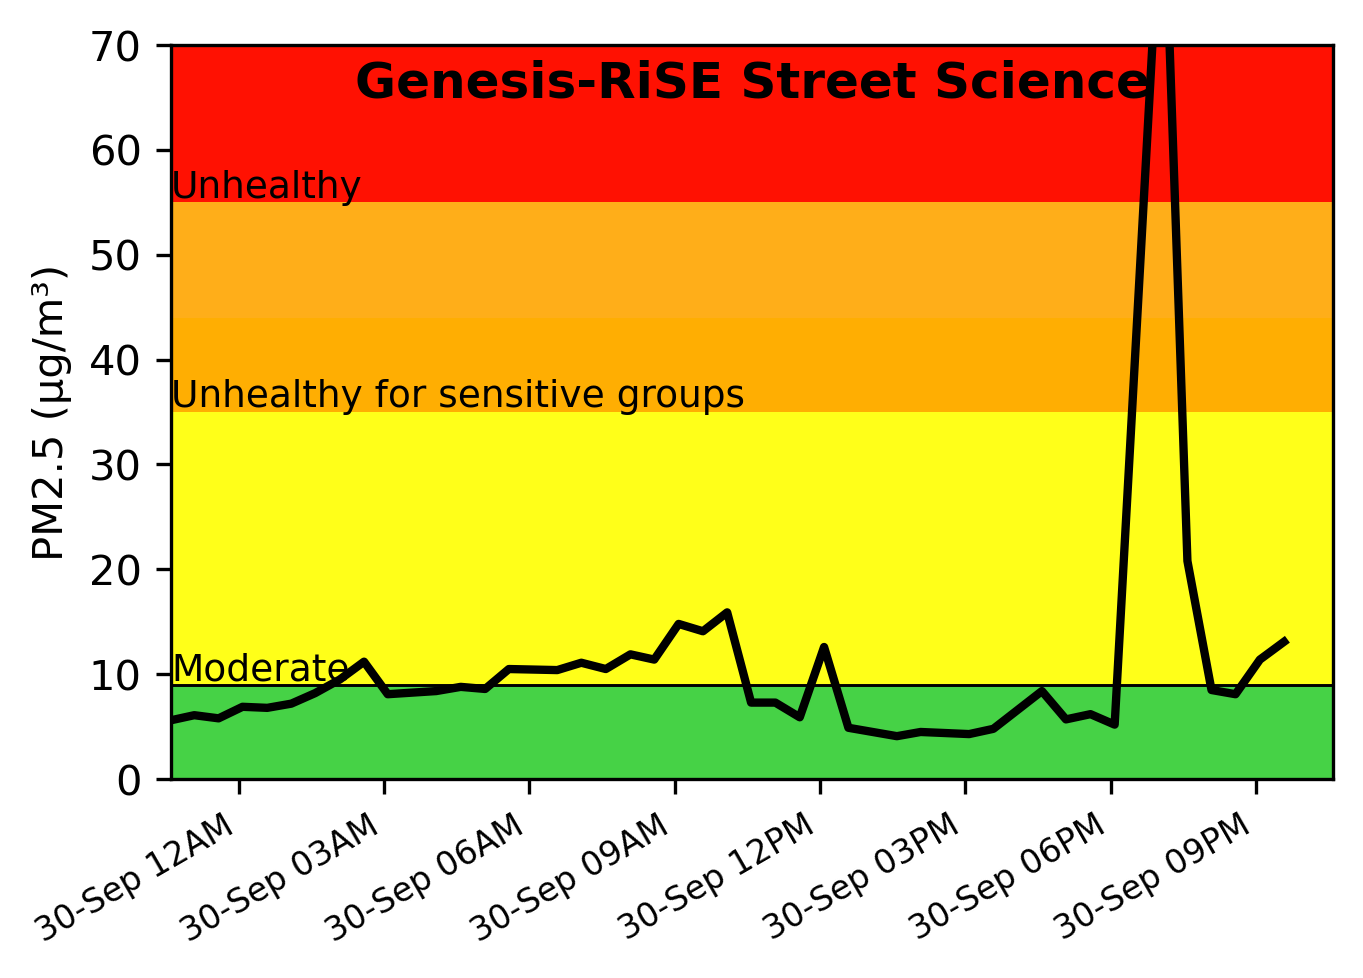 Genesis-RiSE Street Science
PM2.5 (µg/m³)
70
60
50
40
30
20
10
0
Unhealthy
Unhealthy for sensitive groups
Moderate
30-Sep 12AM
30-Sep 03AM
30-Sep 06AM
30-Sep 09AM
30-Sep 12PM
30-Sep 03PM
30-Sep 06PM
30-Sep 09PM